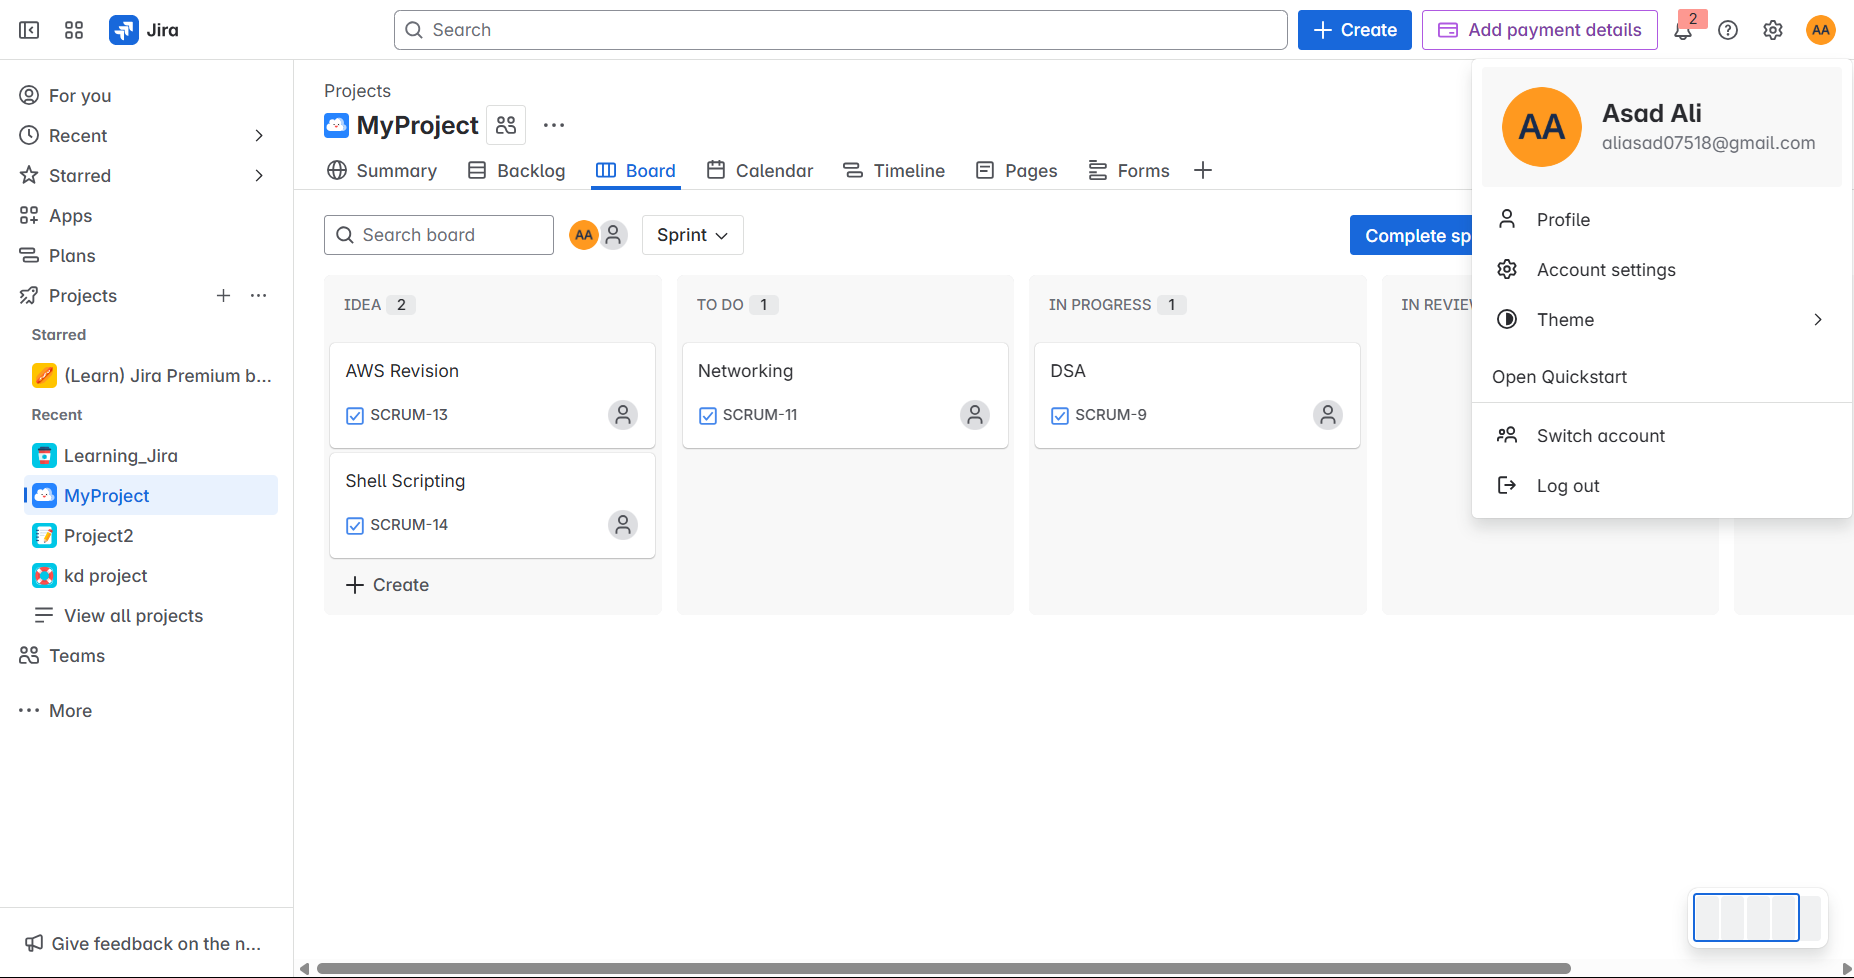 Jira
Search
Create
Add payment details
2
AA
For you
Recent
Starred
Apps
Plans
Projects
Starred
(Learn) Jira Premium b...
Recent
Learning_Jira
MyProject
Project2
kd project
View all projects
Teams
More
Give feedback on the n...
Projects
MyProject
Summary
Backlog
Board
Calendar
Timeline
Pages
Forms
Search board
AA
Sprint
Complete sp
IDEA 2
AWS Revision
SCRUM-13
Shell Scripting
SCRUM-14
Create
TO DO 1
Networking
SCRUM-11
IN PROGRESS 1
DSA
SCRUM-9
IN REVIEW
AA
Asad Ali
aliasad07518@gmail.com
Profile
Account settings
Theme
Open Quickstart
Switch account
Log out